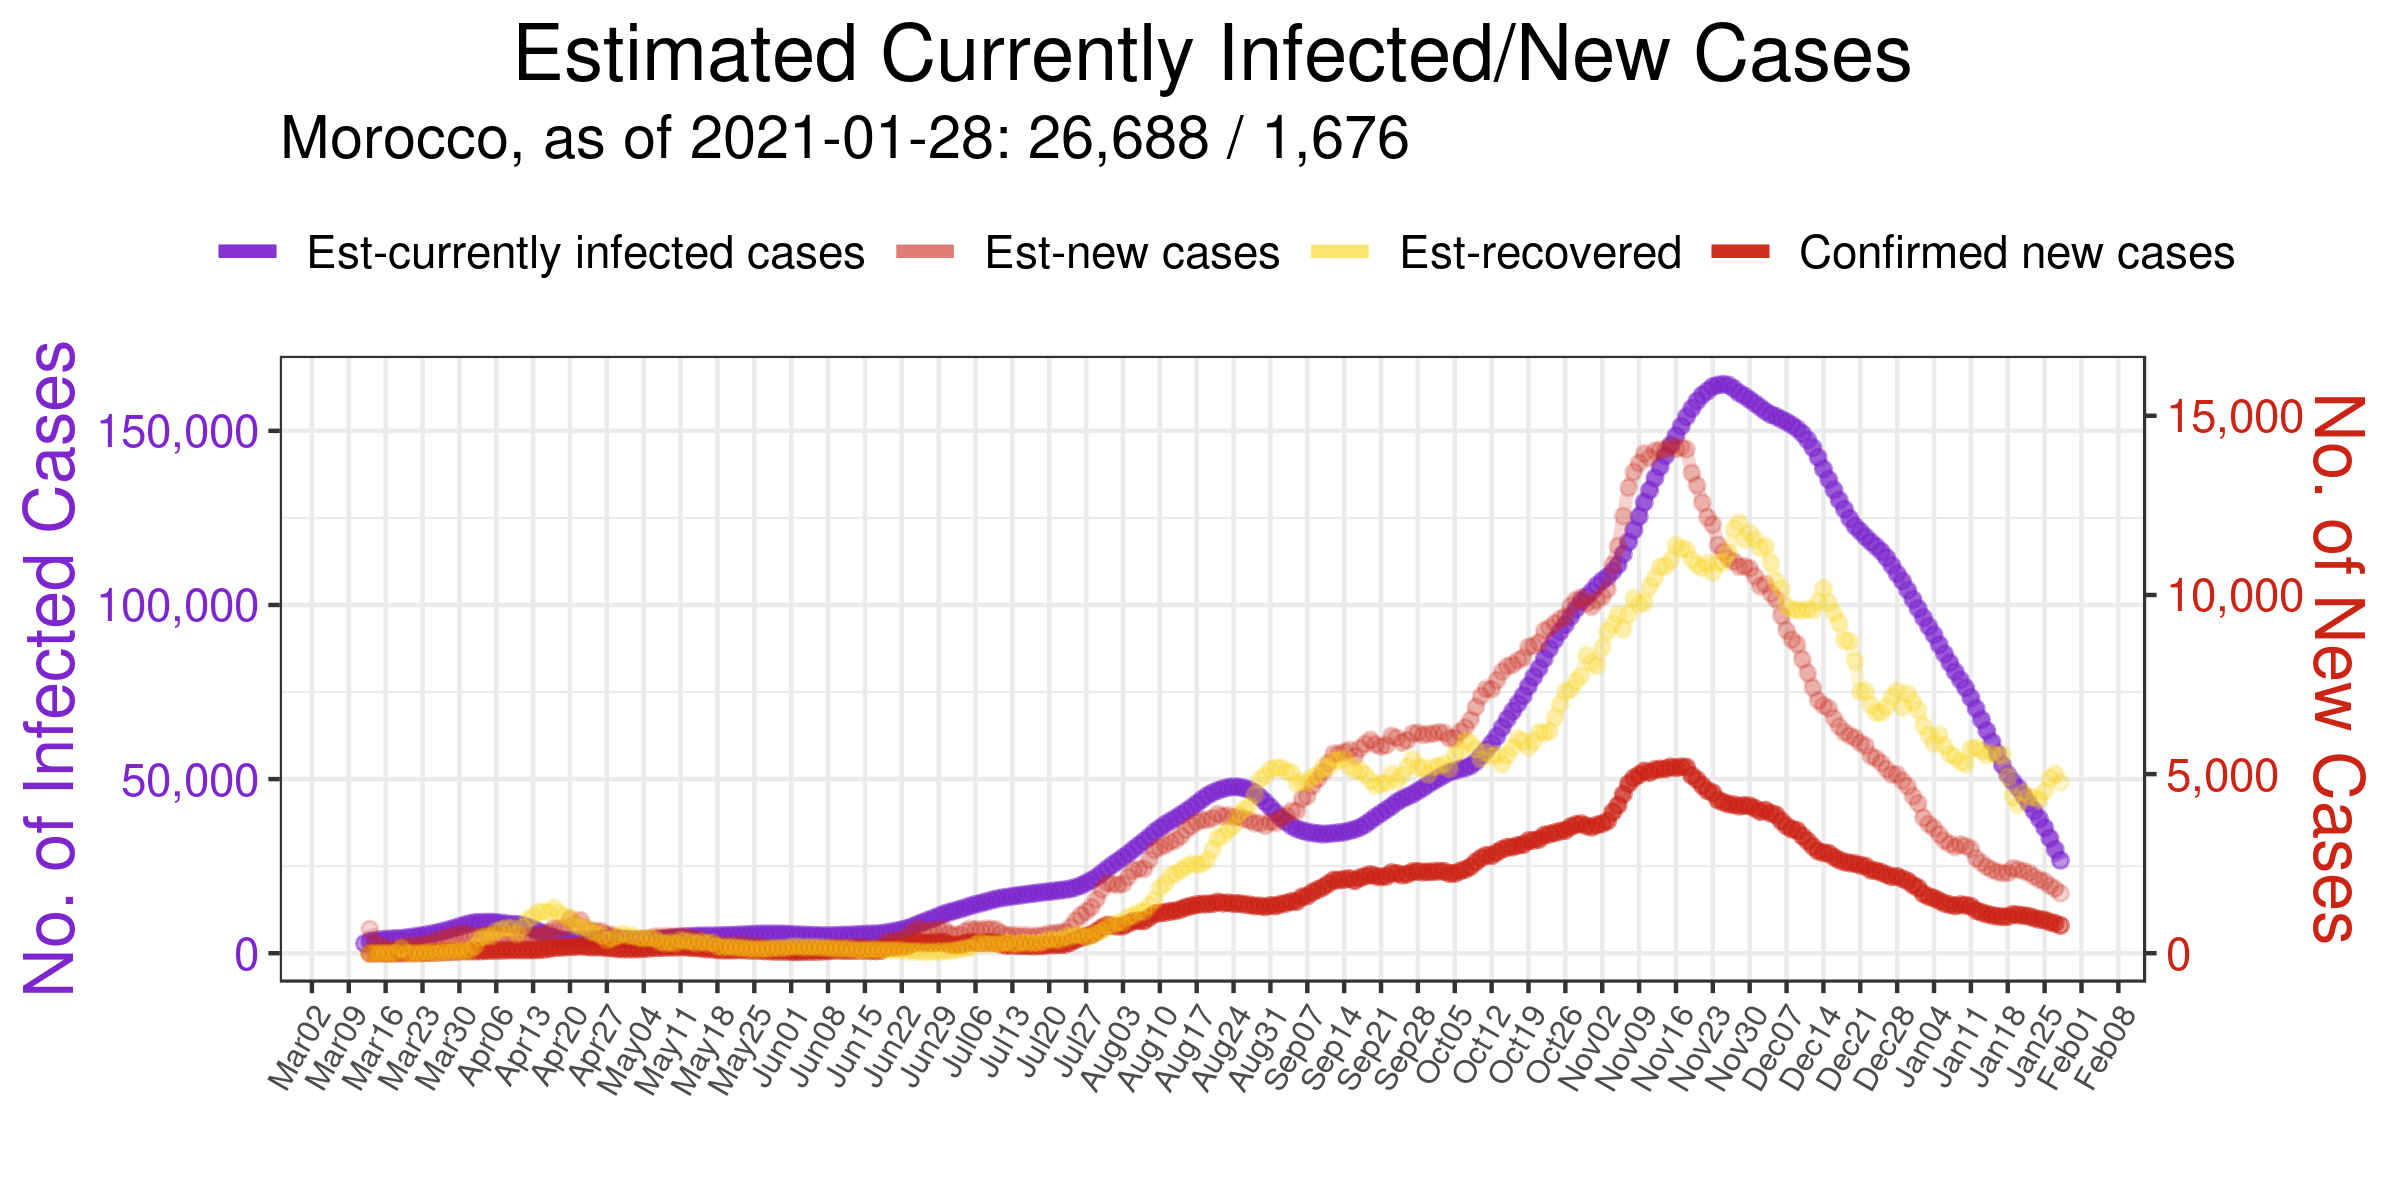 Estimated Currently Infected/New Cases
Morocco, as of 2021-01-28: 26,688 / 1,676
Est-currently infected cases
Est-new cases
Est-recovered
Confirmed new cases
No. of Infected Cases
150,000
100,000
50,000
0
15,000
10,000
5,000
0
No. of New Cases
Mar02
Mar09
Mar16
Mar23
Mar30
Apr06
Apr13
Apr20
Apr27
May04
May11
May18
May25
Jun01
Jun08
Jun15
Jun22
Jun29
Jul06
Jul13
Jul20
Jul27
Aug03
Aug10
Aug17
Aug24
Aug31
Sep07
Sep14
Sep21
Sep28
Oct05
Oct12
Oct19
Oct26
Nov02
Nov09
Nov16
Nov23
Nov30
Dec07
Dec14
Dec21
Dec28
Jan04
Jan11
Jan18
Jan25
Feb01
Feb08